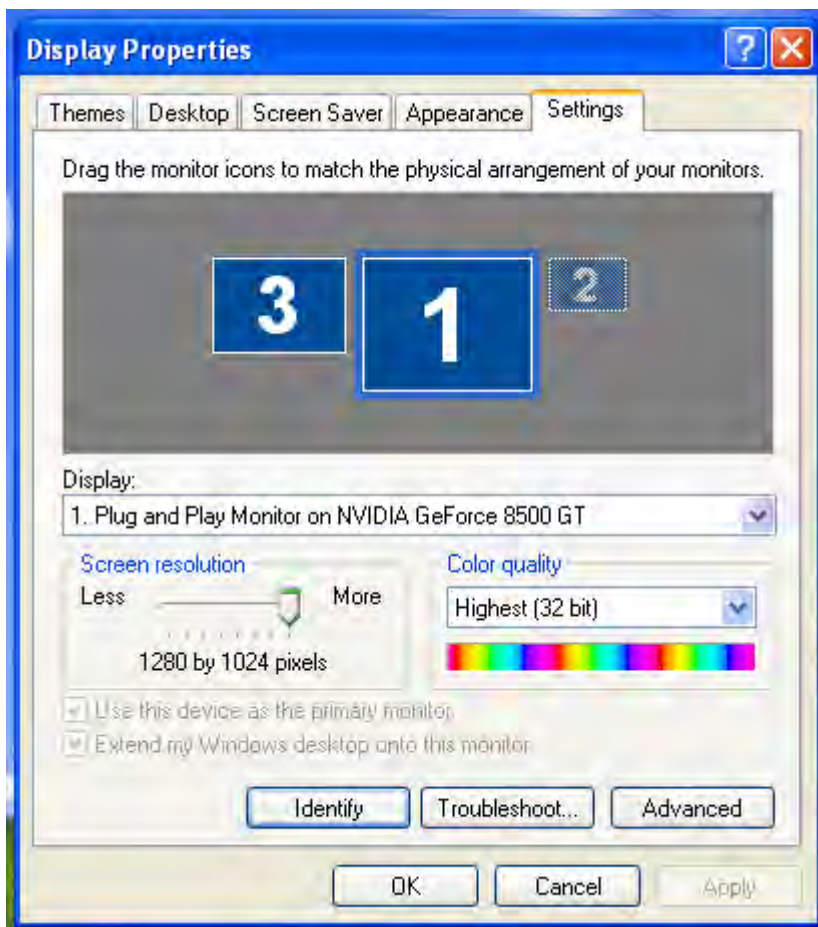 Display Properties
Themes Desktop Screen Saver Appearance Settings
Drag the monitor icons to match the physical arrangement of your monitors.
3 1 2
Display:
1. Plug and Play Monitor on NVIDIA GeForce 8500 GT
Screen resolution Color quality
Less More Highest (32 bit)
1280 by 1024 pixels
Use this device as the primary monitor.
Extend my Windows desktop onto this monitor.
Identify Troubleshoot... Advanced
OK Cancel Apply